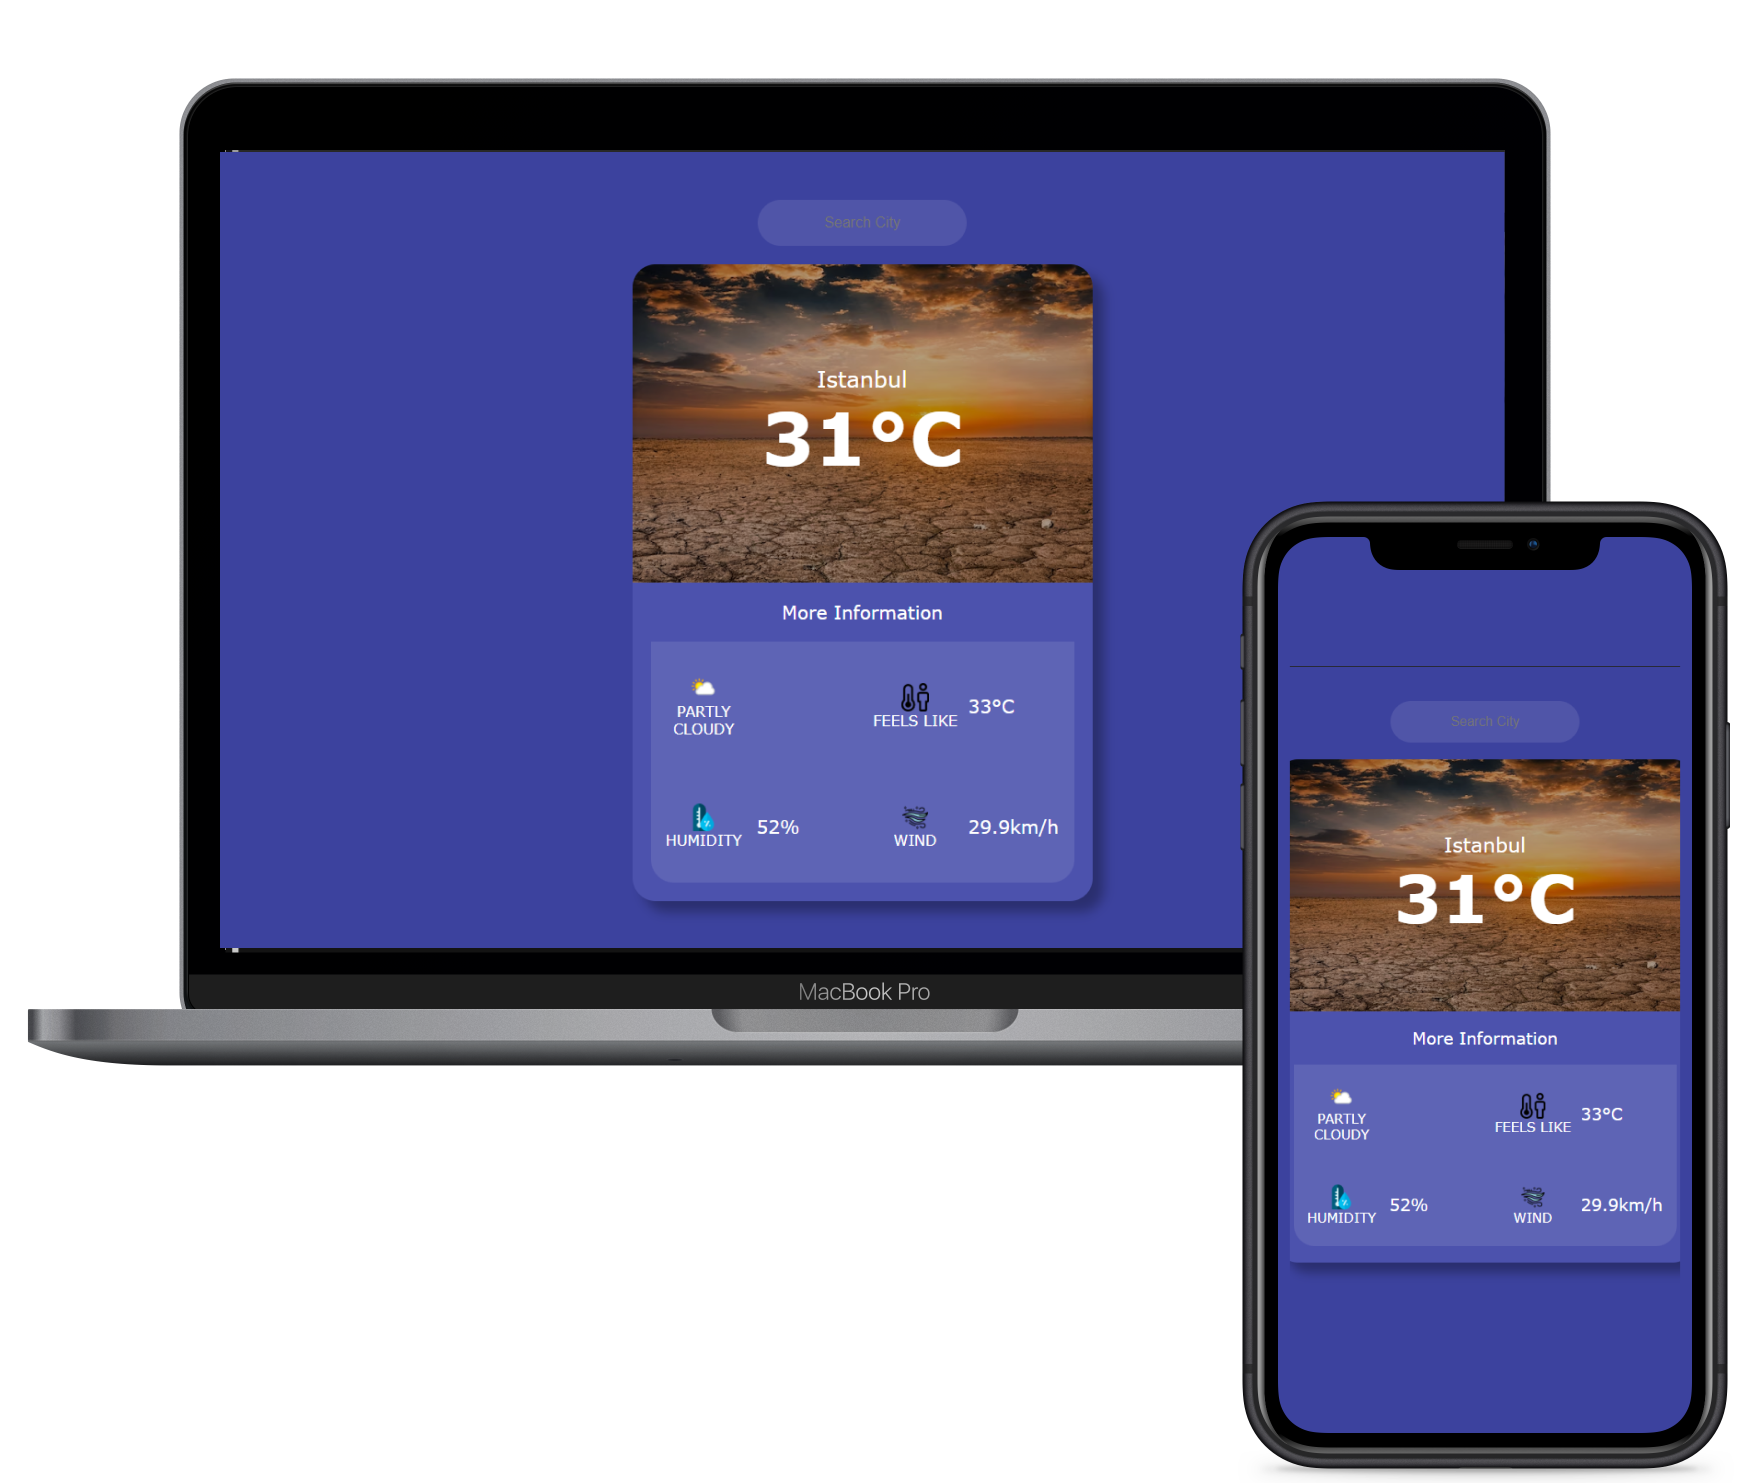 Search City
Istanbul
31°C
More Information
PARTLY
CLOUDY
FEELS LIKE 33°C
HUMIDITY 52%
WIND 29.9km/h
MacBook Pro
Search City
Istanbul
31°C
More Information
PARTLY
CLOUDY
FEELS LIKE 33°C
HUMIDITY 52%
WIND 29.9km/h